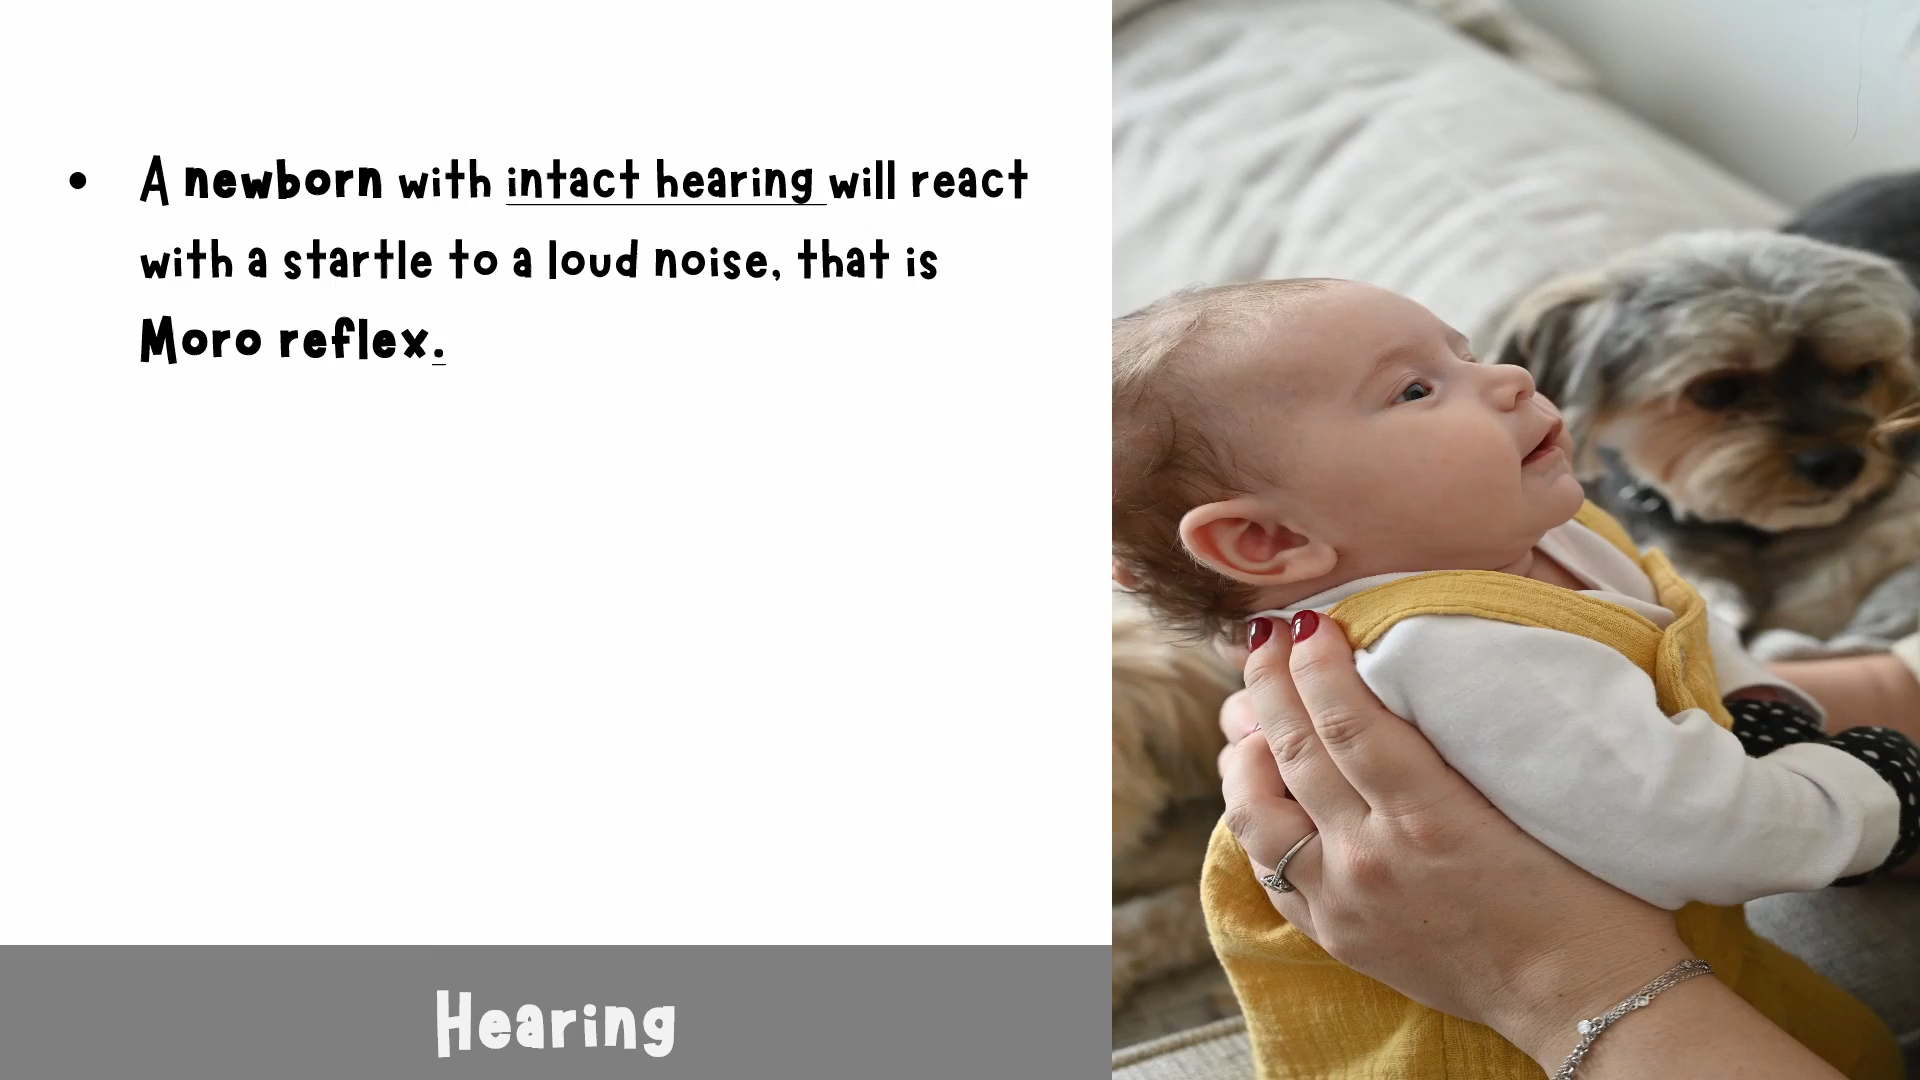 • A newborn with intact hearing will react
with a startle to a loud noise, that is
Moro reflex.
Hearing